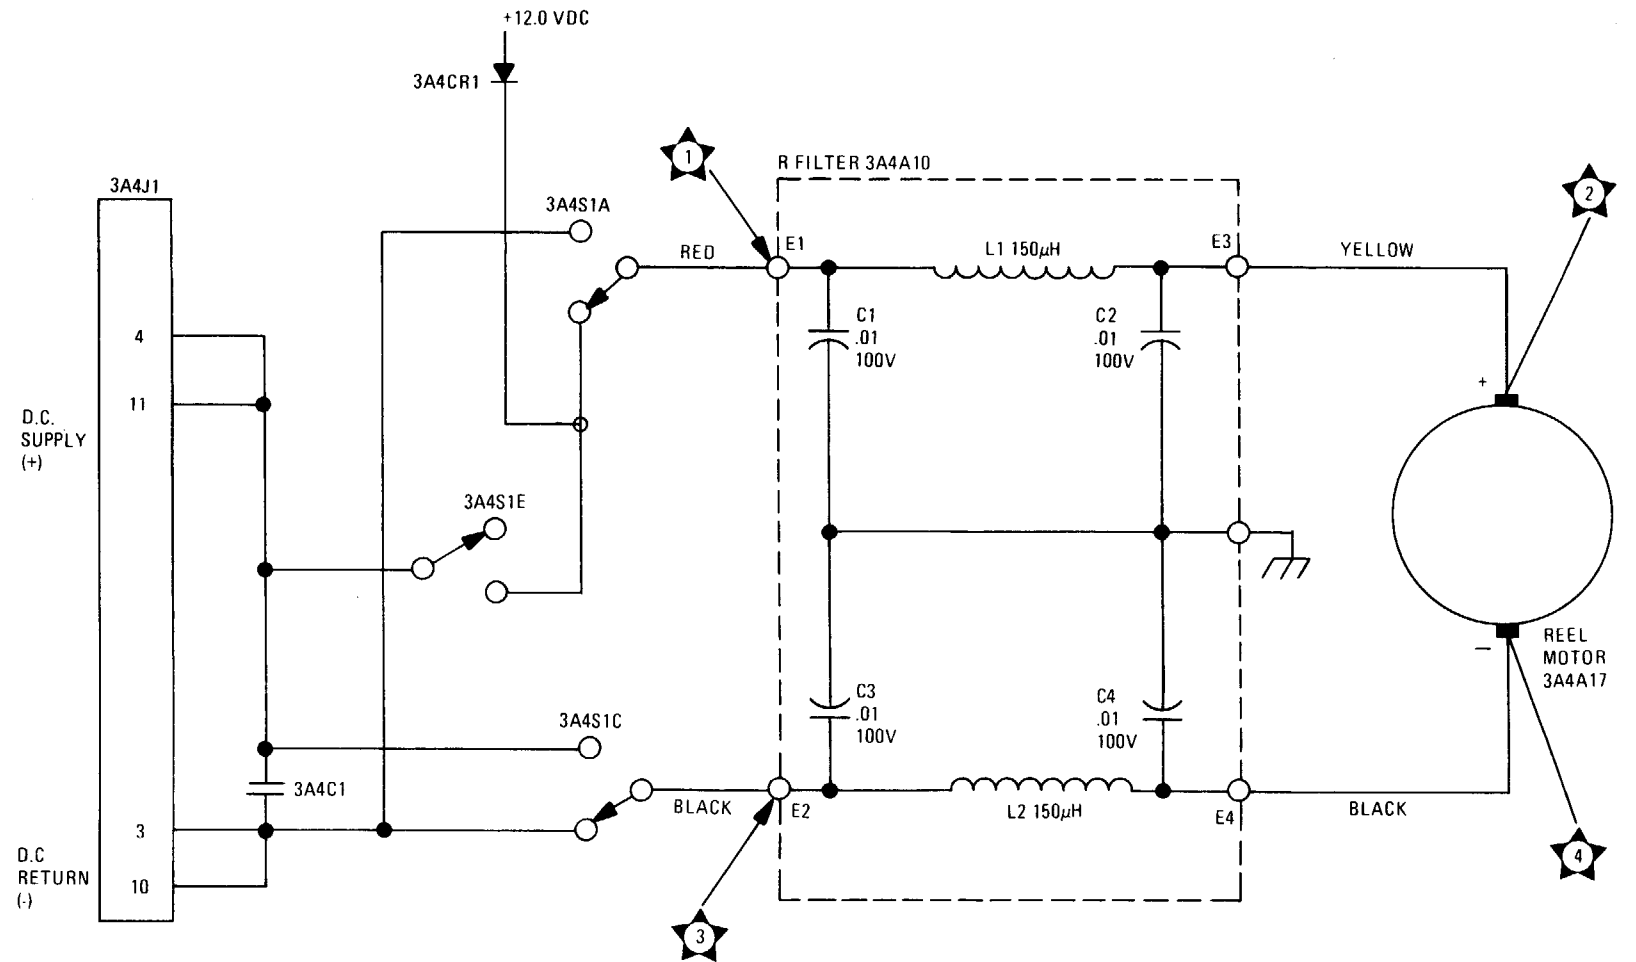 +12.0 VDC
3A4CR1
1
R FILTER 3A4A10
3A4J1
2
3A4S1A
RED
E1
L1 150μH
E3
YELLOW
4
C1
.01
100V
C2
.01
100V
+
11
D.C.
SUPPLY
(+)
3A4S1E
REEL
MOTOR
3A4A17
–
C3
.01
100V
C4
.01
100V
3A4S1C
3A4C1
BLACK
E2
L2 150μH
E4
BLACK
3
D.C
RETURN
(-)
10
4
3